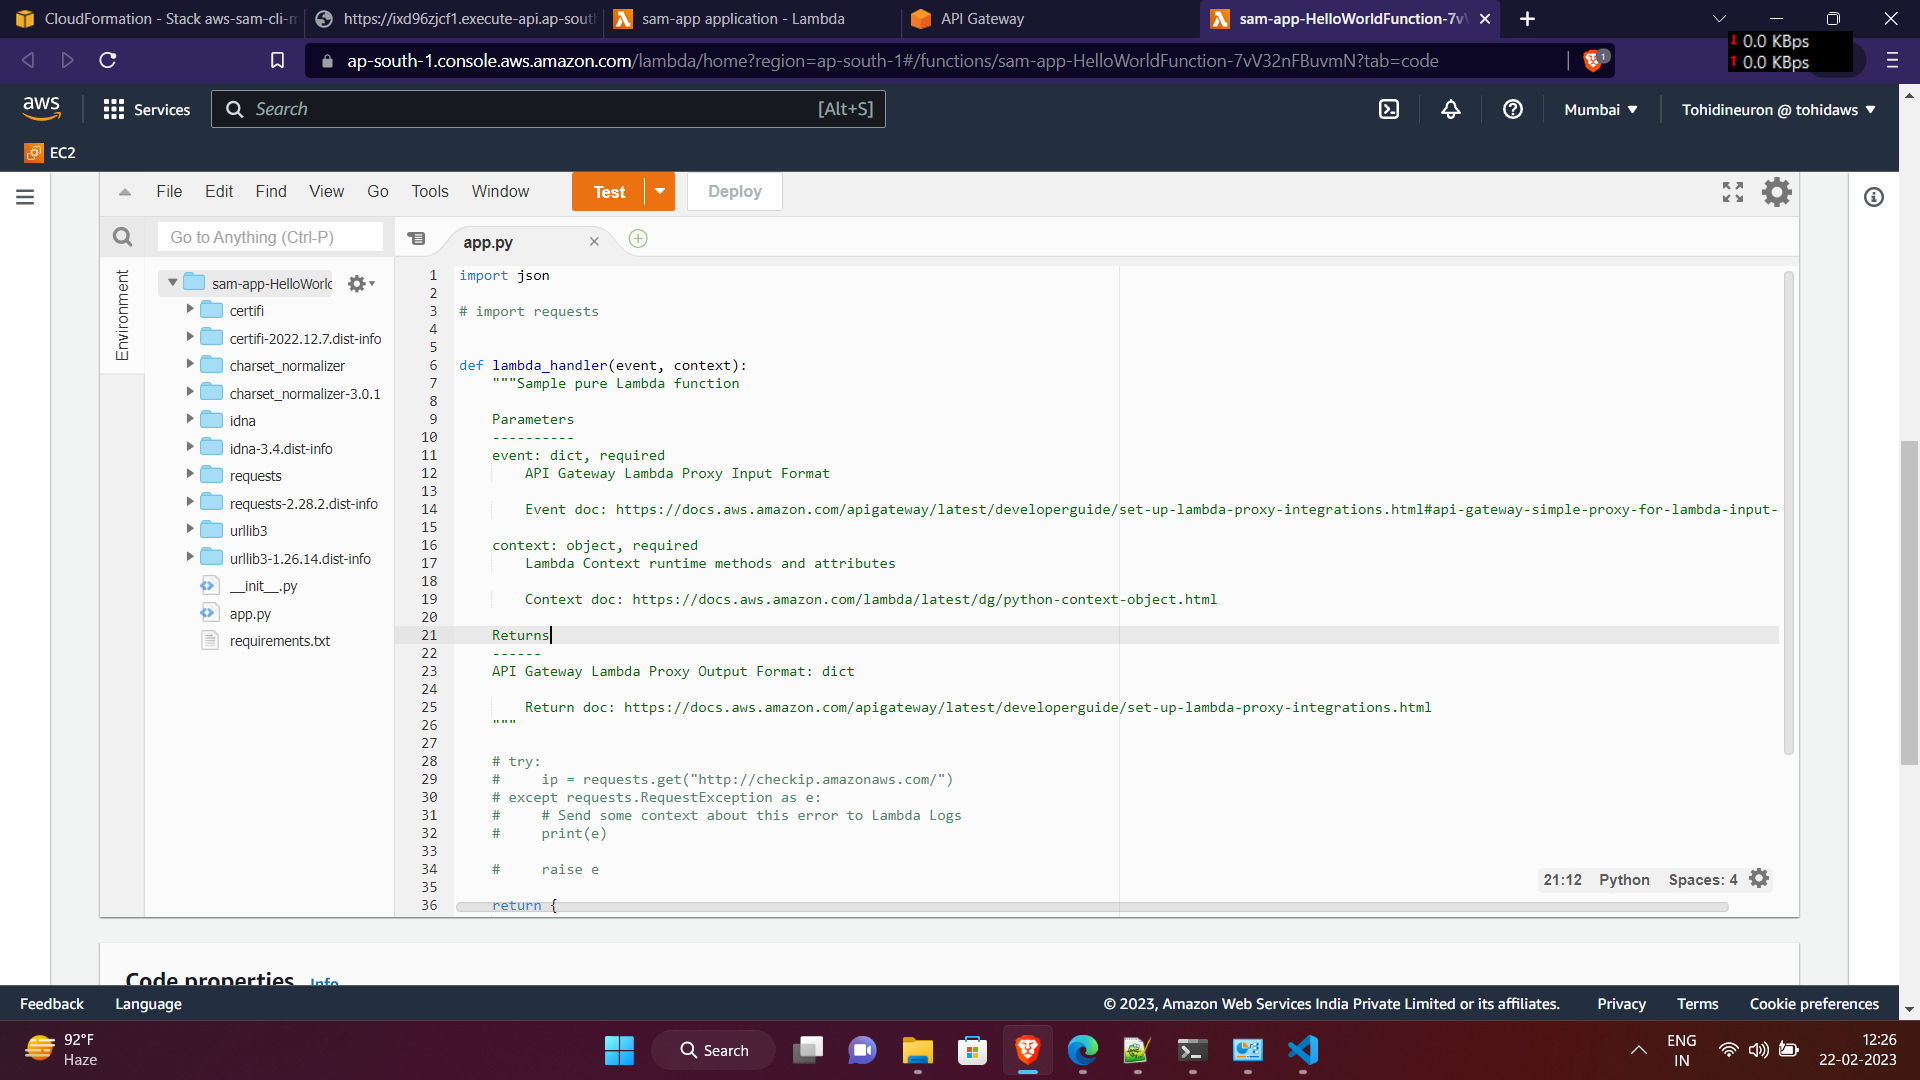 CloudFormation - Stack aws-sam-cli-m
https://ixd96zjcf1.execute-api.ap-sout
sam-app application - Lambda
API Gateway
sam-app-HelloWorldFunction-7vV
0.0 KBps
0.0 KBps
ap-south-1.console.aws.amazon.com/lambda/home?region=ap-south-1#/functions/sam-app-HelloWorldFunction-7vV32nFBuvmN?tab=code
1
aws
Services
Search
[Alt+S]
Mumbai
Tohidineuron @ tohidaws
EC2
File Edit Find View Go Tools Window
Test
Deploy
Go to Anything (Ctrl-P)
app.py
Environment
sam-app-HelloWorld
certifi
certifi-2022.12.7.dist-info
charset_normalizer
charset_normalizer-3.0.1
idna
idna-3.4.dist-info
requests
requests-2.28.2.dist-info
urllib3
urllib3-1.26.14.dist-info
__init__.py
app.py
requirements.txt
1 import json
2
3 # import requests
4
5
6 def lambda_handler(event, context):
7     """Sample pure Lambda function
8
9     Parameters
10     ----------
11     event: dict, required
12         API Gateway Lambda Proxy Input Format
13
14         Event doc: https://docs.aws.amazon.com/apigateway/latest/developerguide/set-up-lambda-proxy-integrations.html#api-gateway-simple-proxy-for-lambda-input-
15
16     context: object, required
17         Lambda Context runtime methods and attributes
18
19         Context doc: https://docs.aws.amazon.com/lambda/latest/dg/python-context-object.html
20
21     Returns
22     ------
23     API Gateway Lambda Proxy Output Format: dict
24
25         Return doc: https://docs.aws.amazon.com/apigateway/latest/developerguide/set-up-lambda-proxy-integrations.html
26     """
27
28     # try:
29     #     ip = requests.get("http://checkip.amazonaws.com/")
30     # except requests.RequestException as e:
31     #     # Send some context about this error to Lambda Logs
32     #     print(e)
33
34     #     raise e
35
36     return {
21:12 Python Spaces: 4
Code properties Info
Feedback Language
© 2023, Amazon Web Services India Private Limited or its affiliates. Privacy Terms Cookie preferences
92°F
Haze
Search
ENG
IN
12:26
22-02-2023